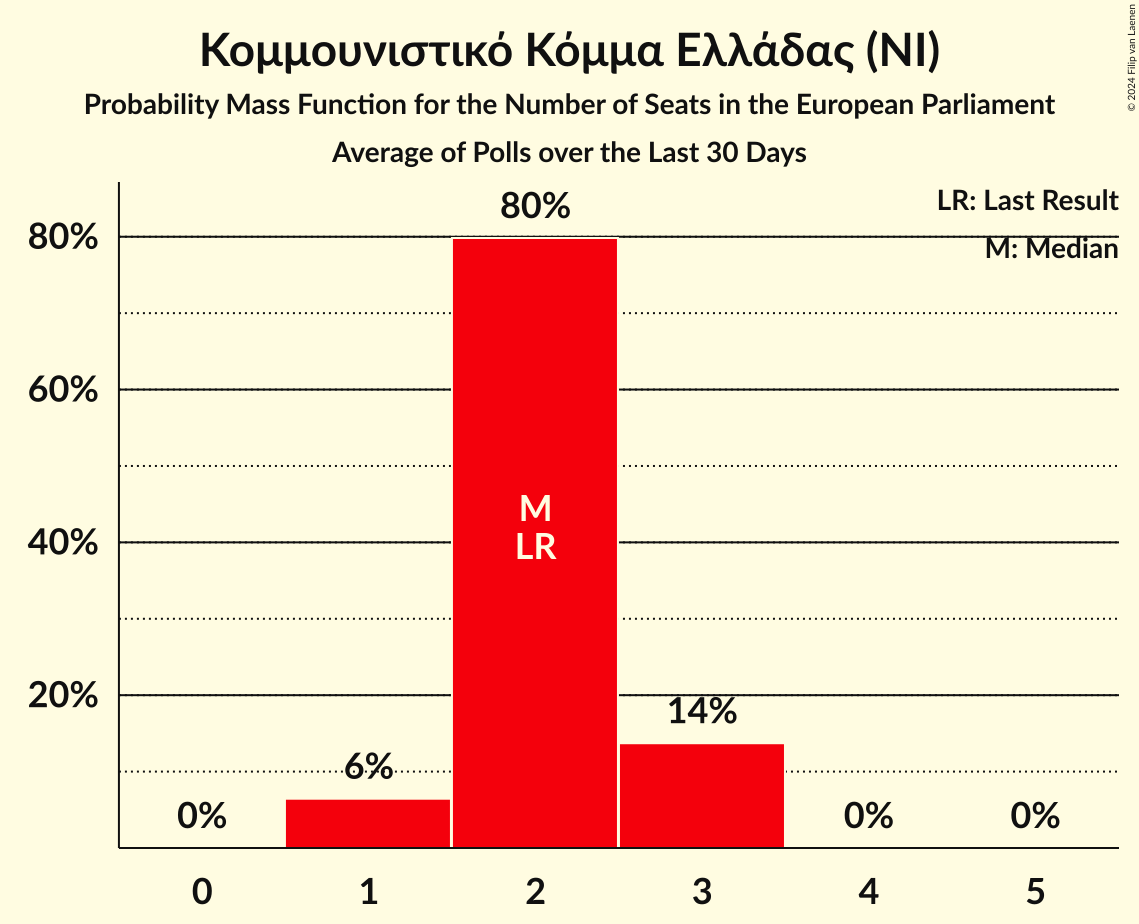 Κομμουνιστικό Κόμμα Ελλάδας (NI)
Probability Mass Function for the Number of Seats in the European Parliament
Average of Polls over the Last 30 Days
© 2024 Filip van Laenen
LR: Last Result
M: Median
80%
60%
40%
20%
0%
6%
80%
14%
0%
0%
M
LR
0 1 2 3 4 5